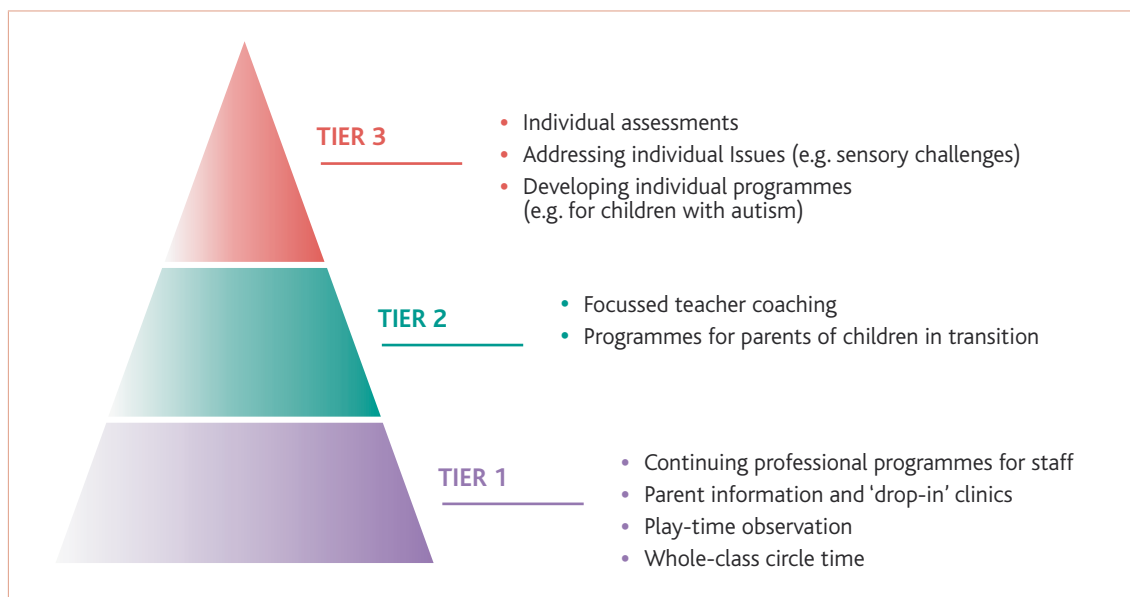 TIER 3
• Individual assessments
• Addressing individual Issues (e.g. sensory challenges)
• Developing individual programmes
(e.g. for children with autism)
TIER 2
• Focussed teacher coaching
• Programmes for parents of children in transition
TIER 1
• Continuing professional programmes for staff
• Parent information and ‘drop-in’ clinics
• Play-time observation
• Whole-class circle time